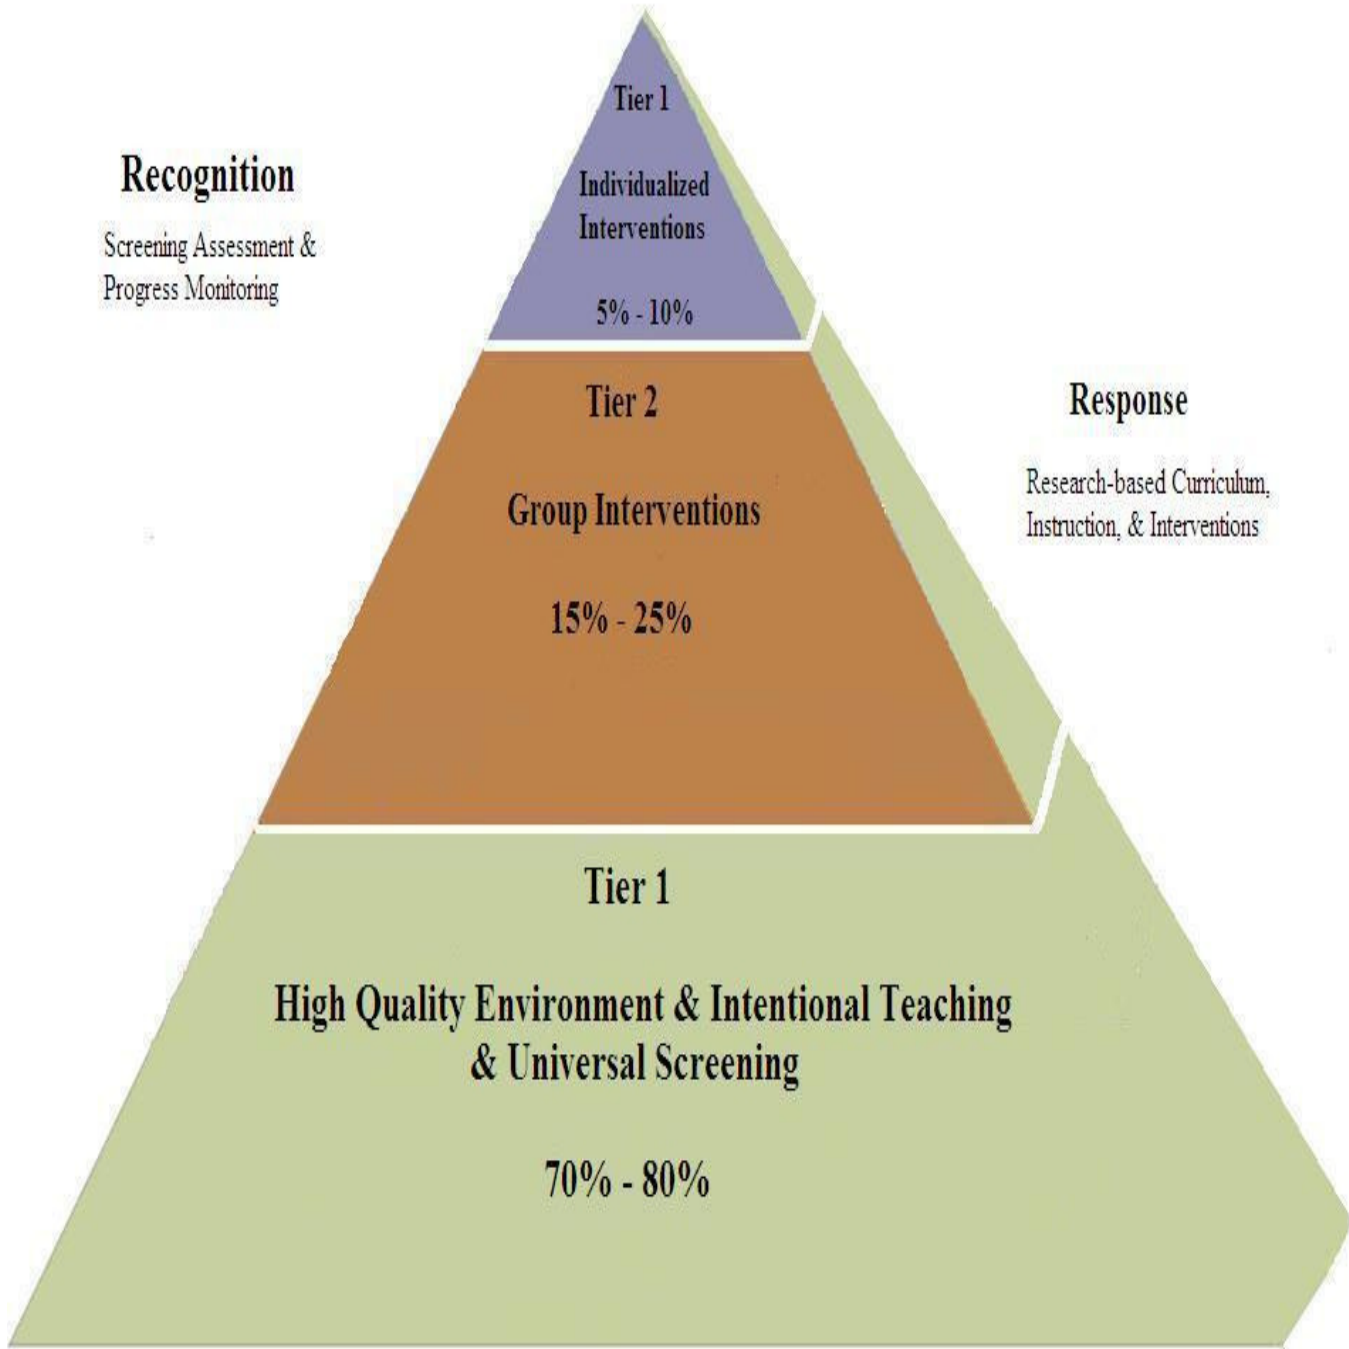 Tier 1
Individualized
Interventions
5% - 10%
Recognition
Screening Assessment &
Progress Monitoring
Tier 2
Group Interventions
15% - 25%
Response
Research-based Curriculum,
Instruction, & Interventions
Tier 1
High Quality Environment & Intentional Teaching
& Universal Screening
70% - 80%